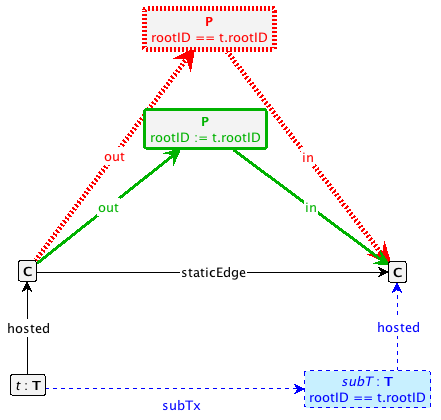 P
rootID == t.rootID
P
rootID := t.rootID
out
in
out
in
C
staticEdge
C
hosted
hosted
t : T
subT : T
rootID == t.rootID
subTx